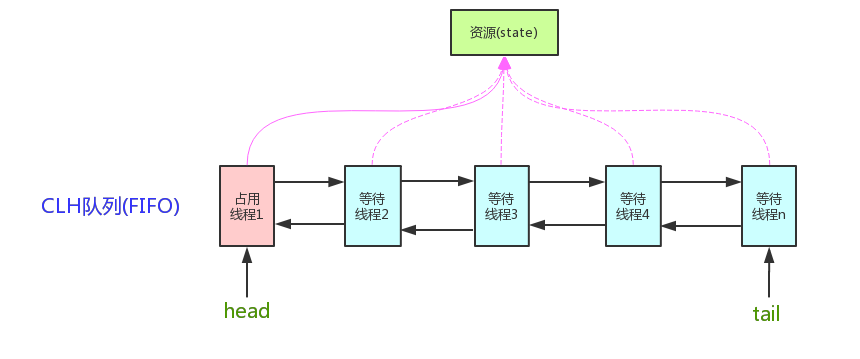 资源(state)
CLH队列(FIFO)
占用
线程1
等待
线程2
等待
线程3
等待
线程4
等待
线程n
head
tail